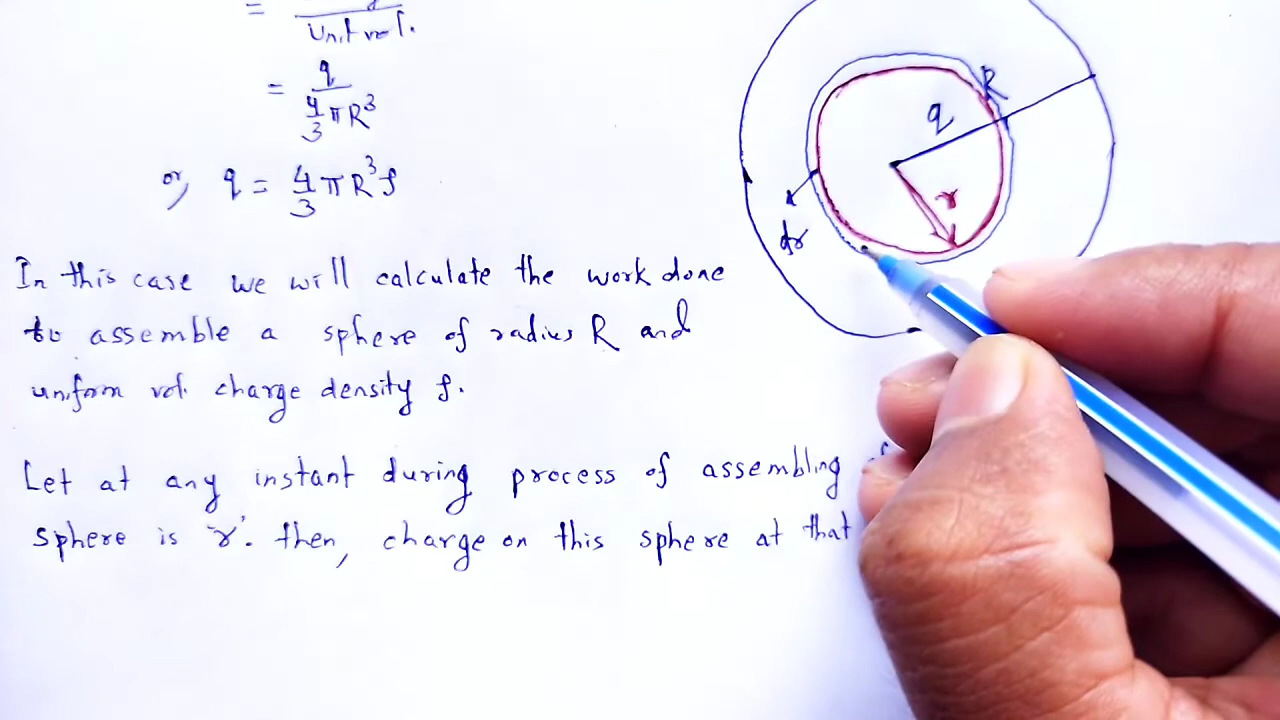 =
Unit vol.
= q
4/3 πR³
or, q = 4/3 πR³ρ
In this case we will calculate the work done
to assemble a sphere of radius R and
uniform vol. charge density ρ.
Let at any instant during process of assembling
sphere is 'r'. then, charge on this sphere at that
R
q
r
dr